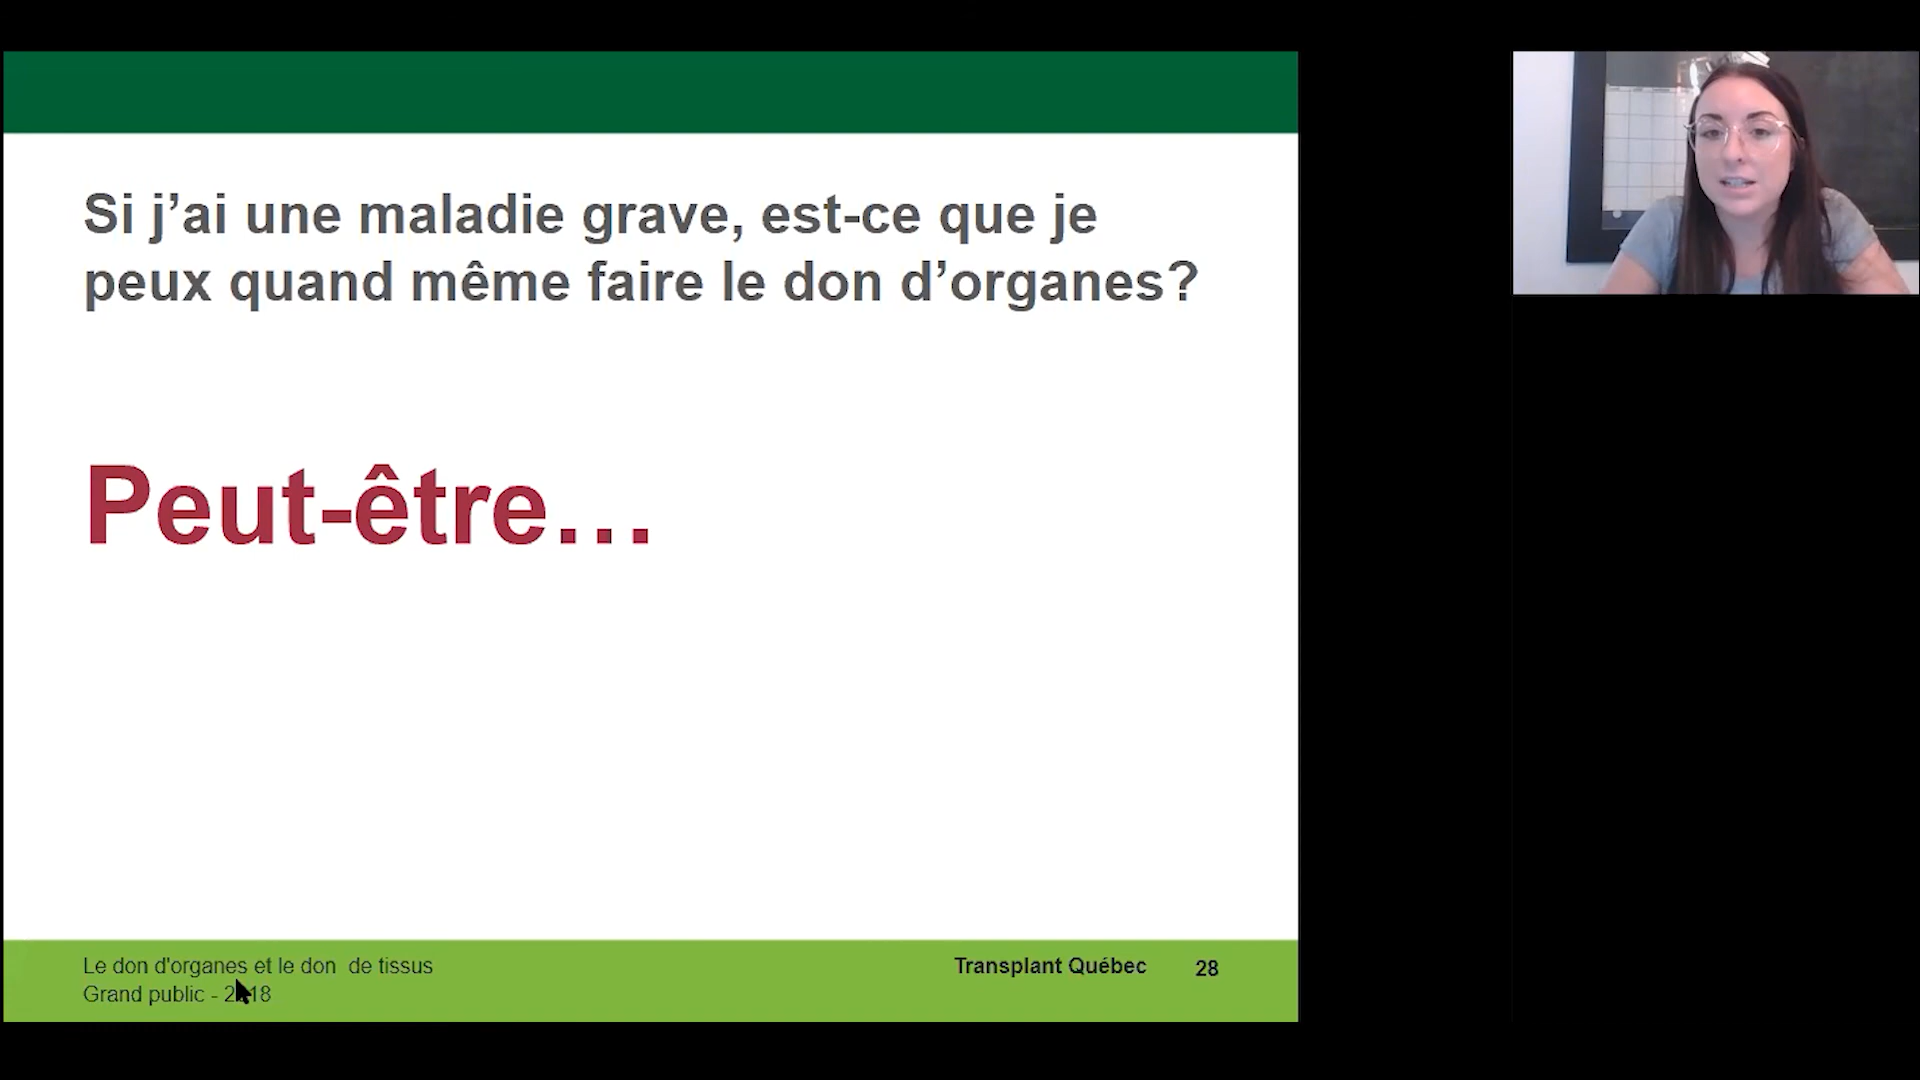 Si j’ai une maladie grave, est-ce que je
peux quand même faire le don d’organes?
Peut-être…
Le don d'organes et le don  de tissus
Grand public - 2018
Transplant Québec
28